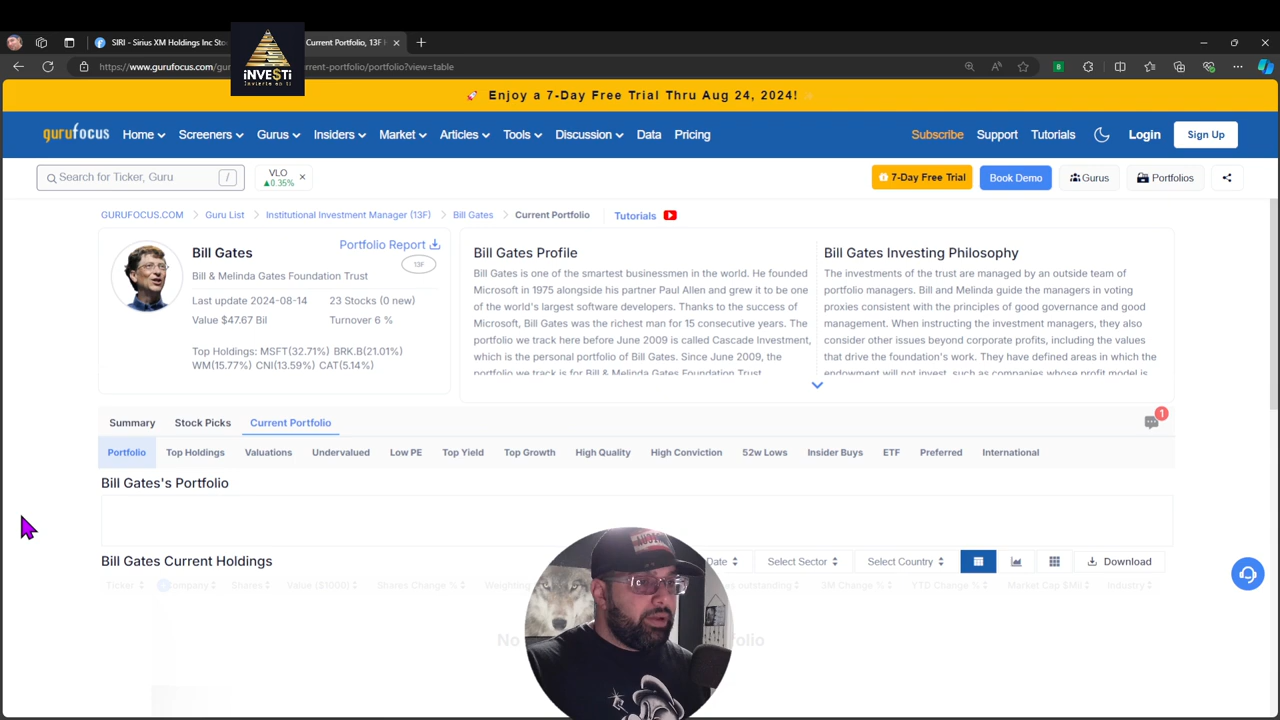 SIRI - Sirius XM Holdings Inc Sto
Current Portfolio, 13F
https://www.gurufocus.com/gu
rrent-portfolio/portfolio?view=table
iNVE$Ti
Invierte en ti
Enjoy a 7-Day Free Trial Thru Aug 24, 2024!
gurufocus
Home
Screeners
Gurus
Insiders
Market
Articles
Tools
Discussion
Data
Pricing
Subscribe
Support
Tutorials
Login
Sign Up
Search for Ticker, Guru
/
VLO
▲0.35%
7-Day Free Trial
Book Demo
Gurus
Portfolios
GURUFOCUS.COM > Guru List > Institutional Investment Manager (13F) > Bill Gates > Current Portfolio
Tutorials
Bill Gates
Portfolio Report
13F
Bill & Melinda Gates Foundation Trust
Last update 2024-08-14
23 Stocks (0 new)
Value $47.67 Bil
Turnover 6 %
Top Holdings: MSFT(32.71%) BRK.B(21.01%)
WM(15.77%) CNI(13.59%) CAT(5.14%)
Bill Gates Profile
Bill Gates is one of the smartest businessmen in the world. He founded
Microsoft in 1975 alongside his partner Paul Allen and grew it to be one
of the world's largest software developers. Thanks to the success of
Microsoft, Bill Gates was the richest man for 15 consecutive years. The
portfolio we track here before June 2009 is called Cascade Investment,
which is the personal portfolio of Bill Gates. Since June 2009, the
portfolio we track is for Bill & Melinda Gates Foundation Trust.
Bill Gates Investing Philosophy
The investments of the trust are managed by an outside team of
portfolio managers. Bill and Melinda guide the managers in voting
proxies consistent with the principles of good governance and good
management. When instructing the investment managers, they also
consider other issues beyond corporate profits, including the values
that drive the foundation's work. They have defined areas in which the
endowment will not invest, such as companies whose profit model is
Summary
Stock Picks
Current Portfolio
1
Portfolio
Top Holdings
Valuations
Undervalued
Low PE
Top Yield
Top Growth
High Quality
High Conviction
52w Lows
Insider Buys
ETF
Preferred
International
Bill Gates's Portfolio
Bill Gates Current Holdings
Date
Select Sector
Select Country
Download
Ticker
Company
Shares
Value ($1000)
Shares Change %
Weighting
outstanding
3M Change %
YTD Change %
Market Cap $Mil
Industry
No